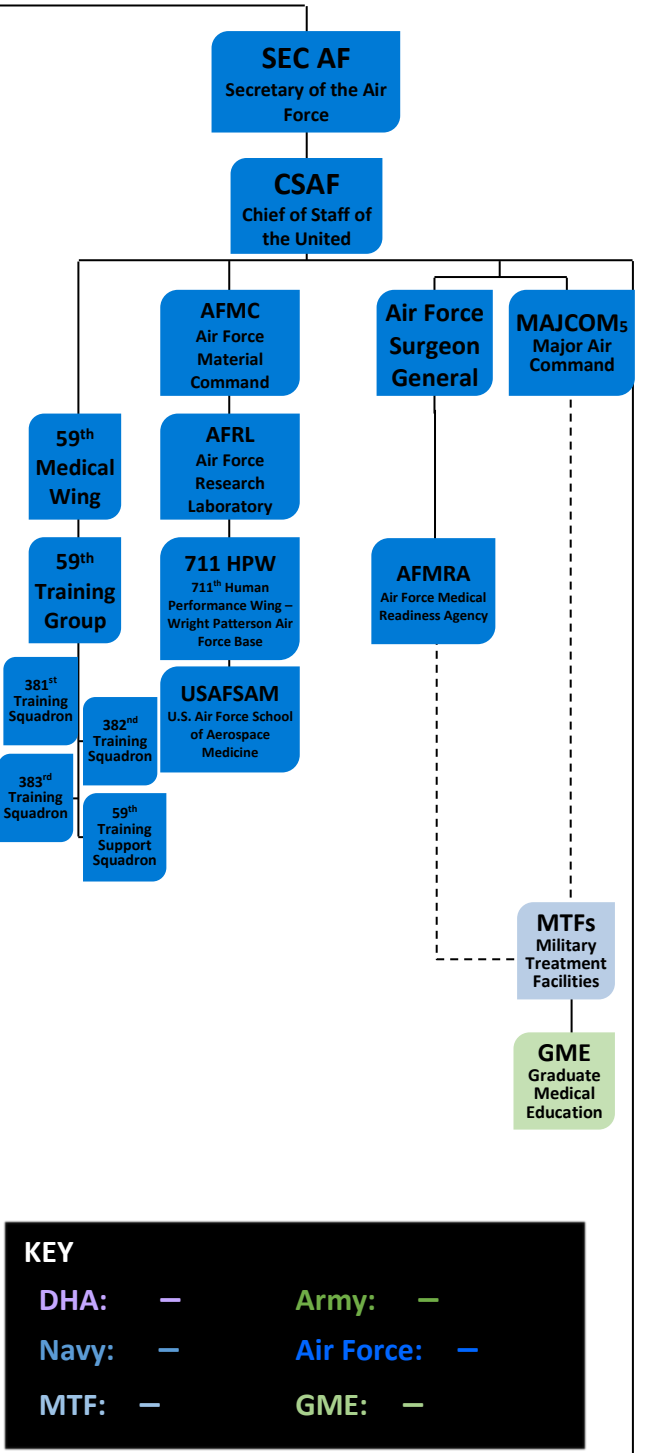 SEC AF
Secretary of the Air
Force
CSAF
Chief of Staff of
the United
AFMC
Air Force
Material
Command
Air Force
Surgeon
General
MAJCOM5
Major Air
Command
59th
Medical
Wing
AFRL
Air Force
Research
Laboratory
59th
Training
Group
711 HPW
711th Human
Performance Wing –
Wright Patterson Air
Force Base
AFMRA
Air Force Medical
Readiness Agency
381st
Training
Squadron
382nd
Training
Squadron
USAFSAM
U.S. Air Force School
of Aerospace
Medicine
383rd
Training
Squadron
59th
Training
Support
Squadron
MTFs
Military
Treatment
Facilities
GME
Graduate
Medical
Education
KEY
DHA: –
Army: –
Navy: –
Air Force: –
MTF: –
GME: –